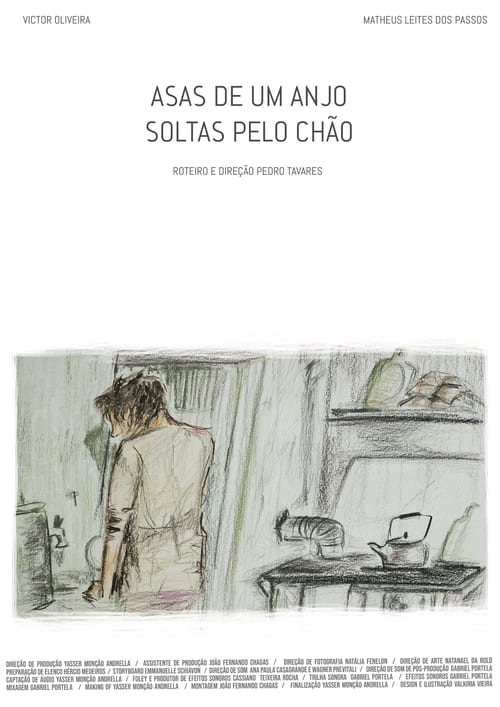 VICTOR OLIVEIRA MATHEUS LEITES DOS PASSOS
ASAS DE UM ANJO
SOLTAS PELO CHÃO
ROTEIRO E DIREÇÃO PEDRO TAVARES
DIREÇÃO DE PRODUÇÃO YASSER MONÇÃO ANDRELLA / ASSISTENTE DE PRODUÇÃO JOÃO FERNANDO CHAGAS / DIREÇÃO DE FOTOGRAFIA NATÁLIA FENELON / DIREÇÃO DE ARTE NATANAEL DA ROLD
PREPARAÇÃO DE ELENCO HÉRCIO MEDEIROS / STORYBOARD EMMANUELLE SCHIAVON / DIREÇÃO DE SOM ANA PAULA CASAGRANDE E WAGNER PREVITALI / DIREÇÃO DE SOM DE PÓS-PRODUÇÃO GABRIEL PORTELA
CAPTAÇÃO DE ÁUDIO YASSER MONÇÃO ANDRELLA / FOLEY E PRODUTOR DE EFEITOS SONOROS CASSIANO TEIXEIRA ROCHA / TRILHA SONORA GABRIEL PORTELA / EFEITOS SONOROS GABRIEL PORTELA
MIXAGEM GABRIEL PORTELA / MAKING OF YASSER MONÇÃO ANDRELLA / MONTAGEM JOÃO FERNANDO CHAGAS / FINALIZAÇÃO YASSER MONÇÃO ANDRELLA / DESIGN E ILUSTRAÇÃO VALKIRIA VIEIRA